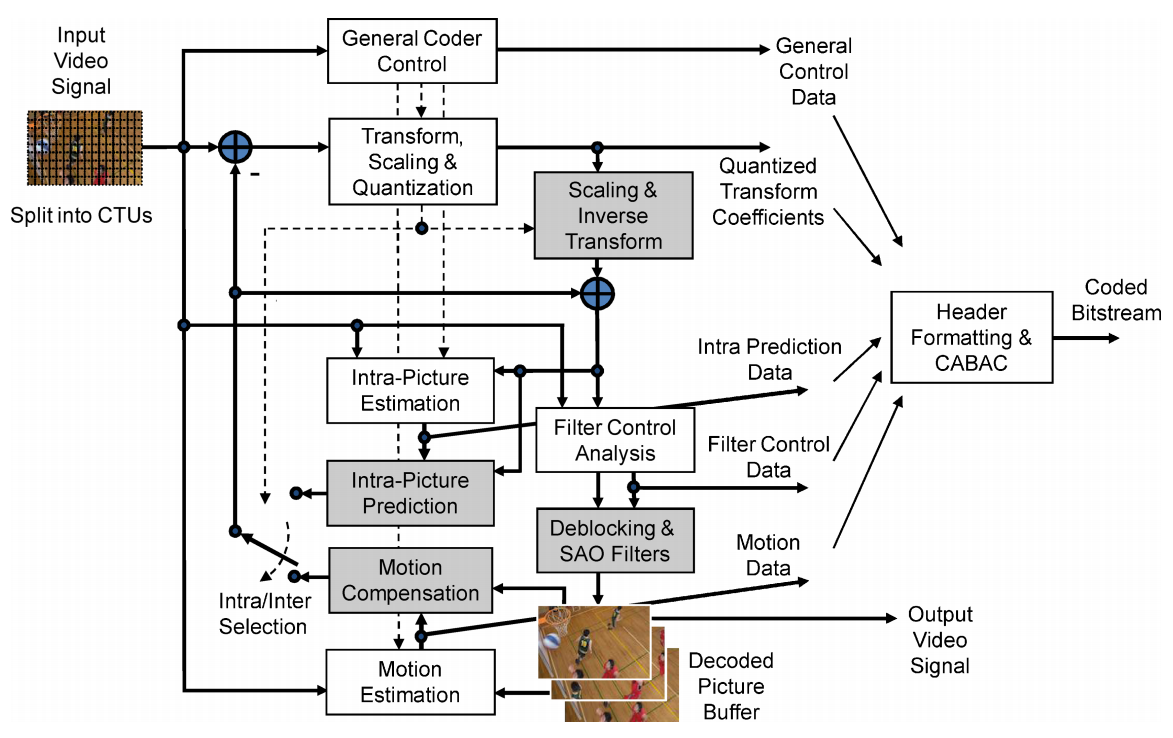 Input
Video
Signal
Split into CTUs
General Coder
Control
Transform,
Scaling &
Quantization
-
Scaling &
Inverse
Transform
General
Control
Data
Quantized
Transform
Coefficients
Intra-Picture
Estimation
Intra-Picture
Prediction
Filter Control
Analysis
Deblocking &
SAO Filters
Motion
Compensation
Motion
Estimation
Intra/Inter
Selection
Intra Prediction
Data
Filter Control
Data
Motion
Data
Header
Formatting &
CABAC
Coded
Bitstream
Output
Video
Signal
Decoded
Picture
Buffer